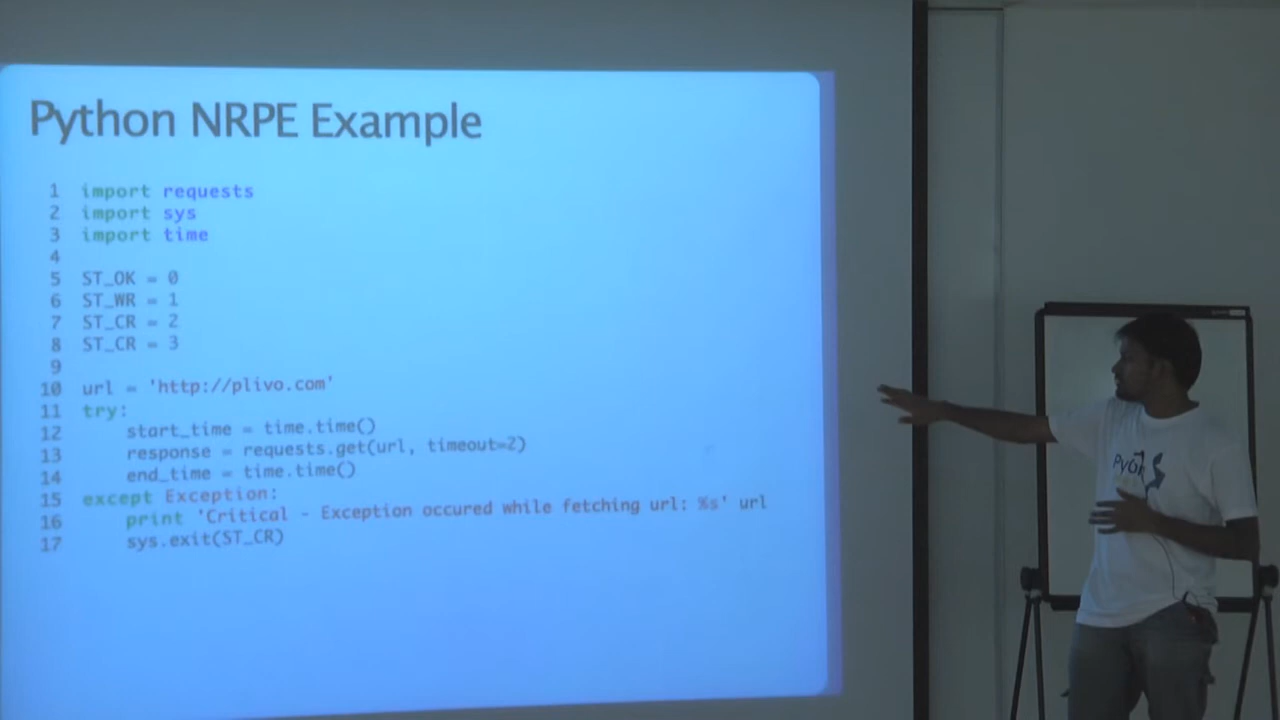 Python NRPE Example
1 import requests
2 import sys
3 import time
4
5 ST_OK = 0
6 ST_WR = 1
7 ST_CR = 2
8 ST_CR = 3
9
10 url = 'http://plivo.com'
11 try:
12 start_time = time.time()
13 response = requests.get(url, timeout=2)
14 end_time = time.time()
15 except Exception:
16 print 'Critical - Exception occured while fetching url: %s' url
17 sys.exit(ST_CR)